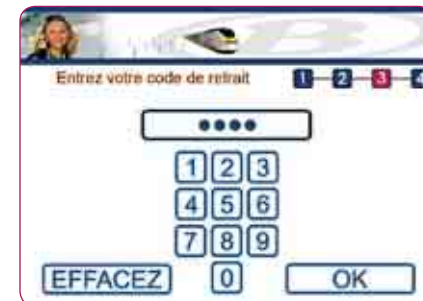 Entrez votre code de retrait 1 2 3 4
••••
1 2 3
4 5 6
7 8 9
EFFACEZ 0 OK